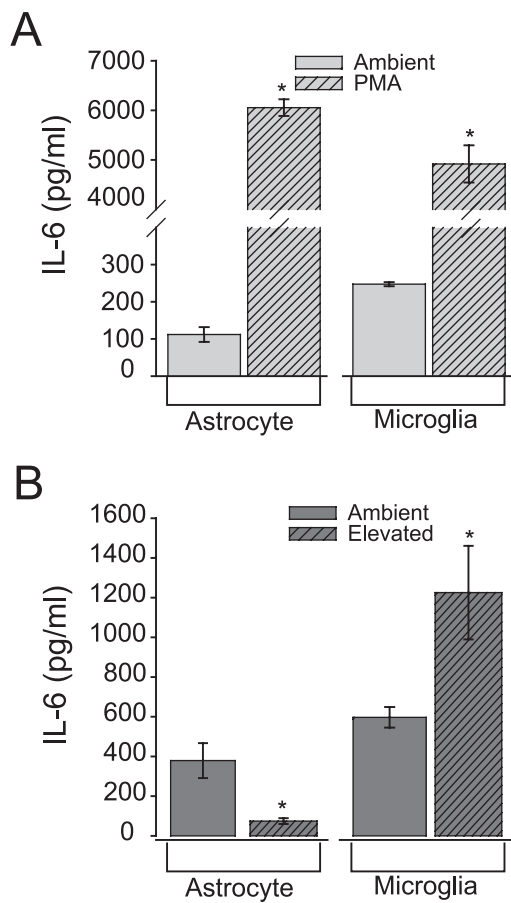 A
Ambient
PMA
IL-6 (pg/ml)
7000
6000
5000
4000
300
200
100
0
*
*
Astrocyte
Microglia
B
Ambient
Elevated
IL-6 (pg/ml)
1600
1400
1200
1000
800
600
400
200
0
*
*
Astrocyte
Microglia